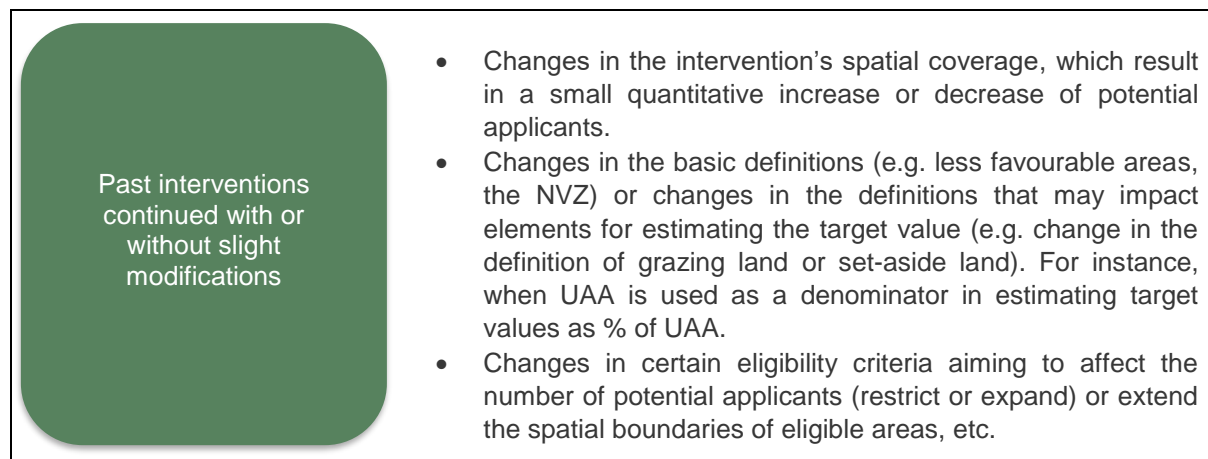 Past interventions
continued with or
without slight
modifications
• Changes in the intervention's spatial coverage, which result
in a small quantitative increase or decrease of potential
applicants.
• Changes in the basic definitions (e.g. less favourable areas,
the NVZ) or changes in the definitions that may impact
elements for estimating the target value (e.g. change in the
definition of grazing land or set-aside land). For instance,
when UAA is used as a denominator in estimating target
values as % of UAA.
• Changes in certain eligibility criteria aiming to affect the
number of potential applicants (restrict or expand) or extend
the spatial boundaries of eligible areas, etc.